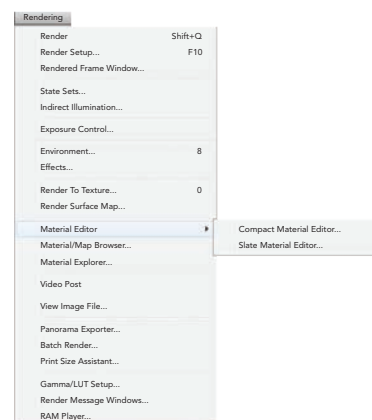 Rendering
Render Shift+Q
Render Setup... F10
Rendered Frame Window...
State Sets...
Indirect Illumination...
Exposure Control...
Environment... 8
Effects...
Render To Texture... 0
Render Surface Map...
Material Editor Compact Material Editor...
Material/Map Browser... Slate Material Editor...
Material Explorer...
Video Post
View Image File...
Panorama Exporter...
Batch Render...
Print Size Assistant...
Gamma/LUT Setup...
Render Message Windows...
RAM Player...